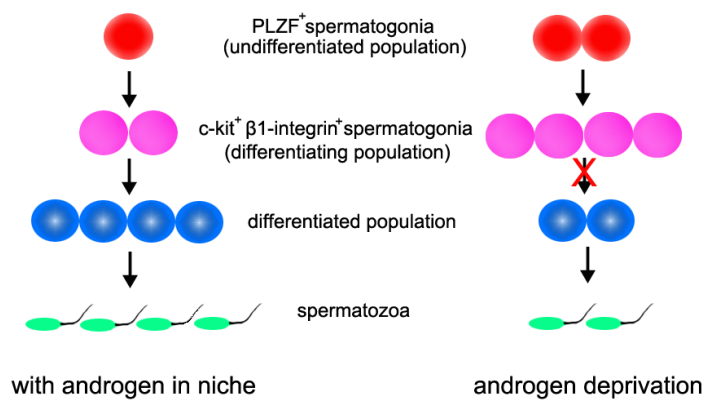 PLZF⁺ spermatogonia
(undifferentiated population)
c-kit⁺ β1-integrin⁺ spermatogonia
(differentiating population)
X
differentiated population
spermatozoa
with androgen in niche
androgen deprivation